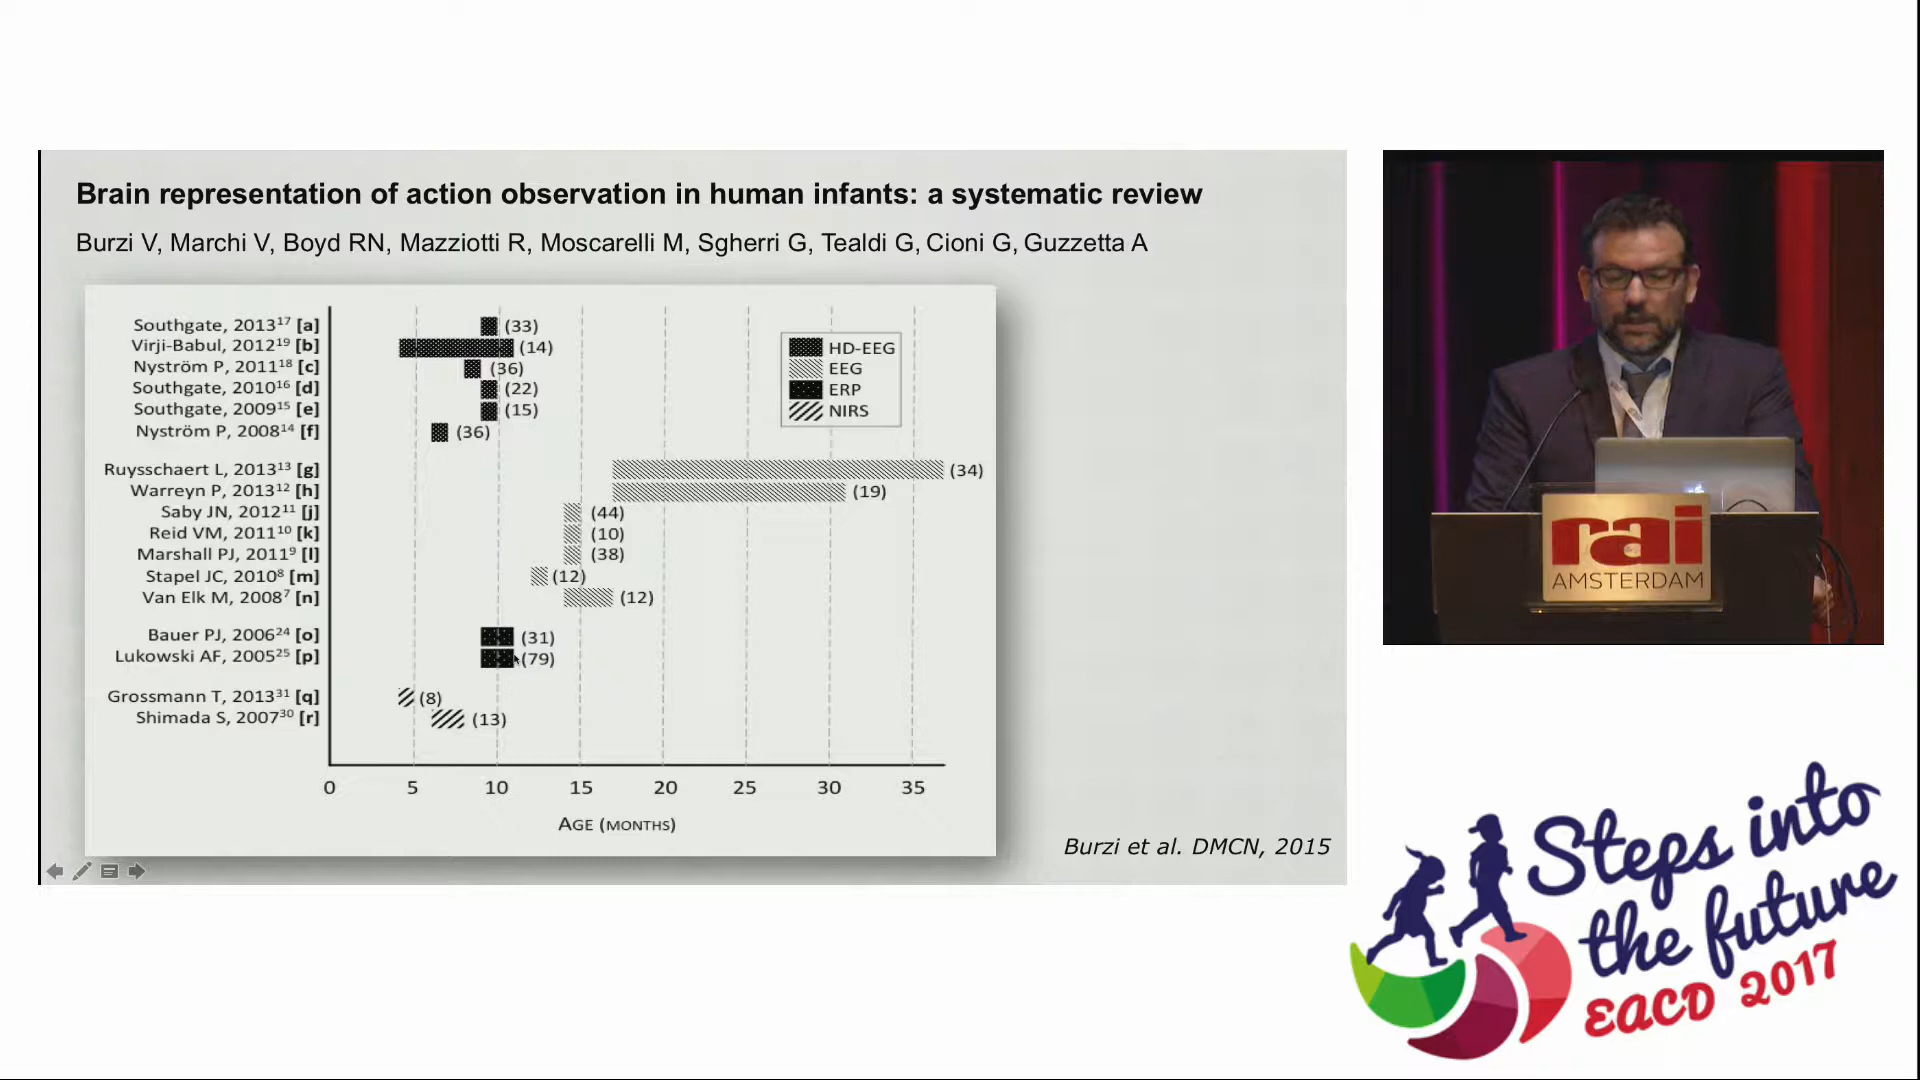 Brain representation of action observation in human infants: a systematic review
Burzi V, Marchi V, Boyd RN, Mazziotti R, Moscarelli M, Sgherri G, Tealdi G, Cioni G, Guzzetta A
Southgate, 2013¹⁷ [a] (33)
Virji-Babul, 2012¹⁹ [b] (14)
Nyström P, 2011¹⁸ [c] (36)
Southgate, 2010¹⁶ [d] (22)
Southgate, 2009¹⁵ [e] (15)
Nyström P, 2008¹⁴ [f] (36)
HD-EEG
EEG
ERP
NIRS
Ruysschaert L, 2013¹³ [g] (34)
Warreyn P, 2013¹² [h] (19)
Saby JN, 2012¹¹ [j] (44)
Reid VM, 2011¹⁰ [k] (10)
Marshall PJ, 2011⁹ [l] (38)
Stapel JC, 2010⁸ [m] (12)
Van Elk M, 2008⁷ [n] (12)
Bauer PJ, 2006²⁴ [o] (31)
Lukowski AF, 2005²⁵ [p] (79)
Grossmann T, 2013³¹ [q] (8)
Shimada S, 2007³⁰ [r] (13)
0 5 10 15 20 25 30 35
AGE (MONTHS)
Burzi et al. DMCN, 2015
rai
AMSTERDAM
Steps into
the future
EACD 2017